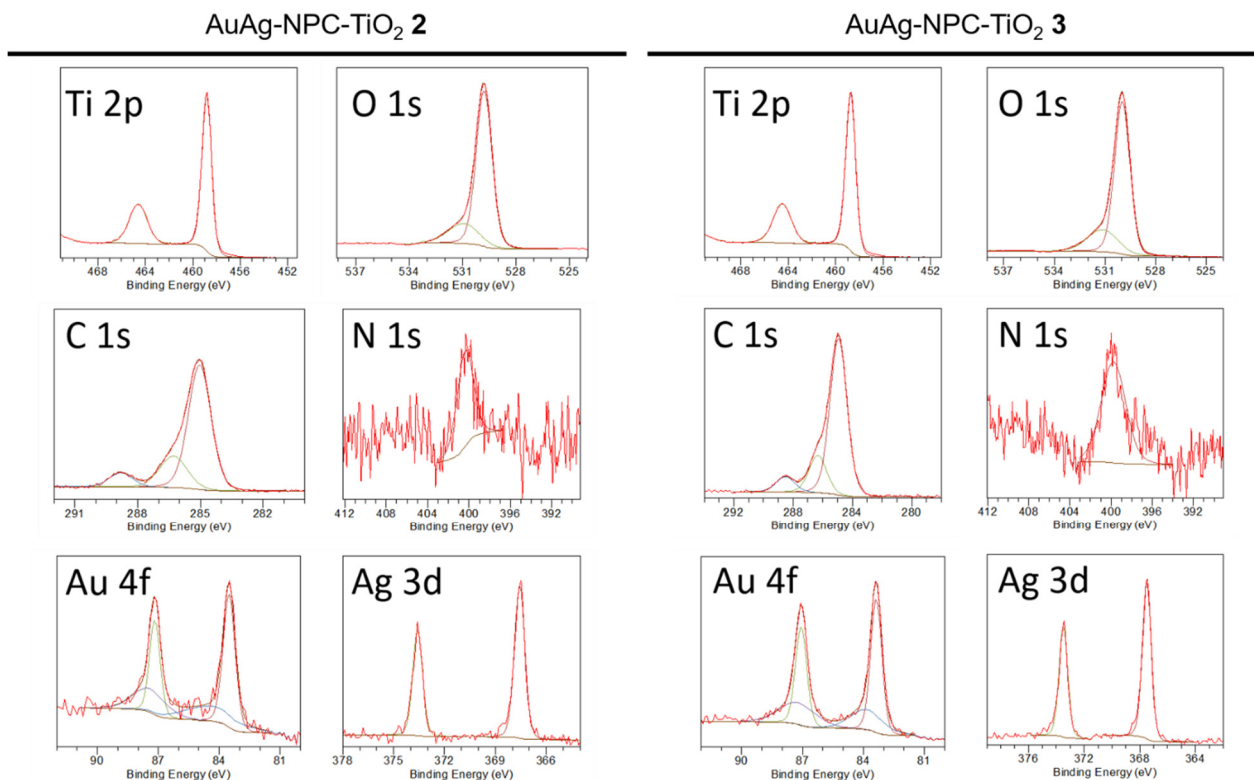 AuAg-NPC-TiO2 2
AuAg-NPC-TiO2 3
Ti 2p
468 464 460 456 452
Binding Energy (eV)
O 1s
537 534 531 528 524
Binding Energy (eV)
Ti 2p
468 464 460 456 452
Binding Energy (eV)
O 1s
537 534 531 528 525
Binding Energy (eV)
C 1s
291 288 285 282 280
Binding Energy (eV)
N 1s
412 408 404 400 396 392
Binding Energy (eV)
C 1s
292 288 284 280
Binding Energy (eV)
N 1s
412 408 404 400 396 392
Binding Energy (eV)
Au 4f
90 87 84 81
Binding Energy (eV)
Ag 3d
378 375 372 369 366
Binding Energy (eV)
Au 4f
90 87 84 81
Binding Energy (eV)
Ag 3d
376 372 368 364
Binding Energy (eV)